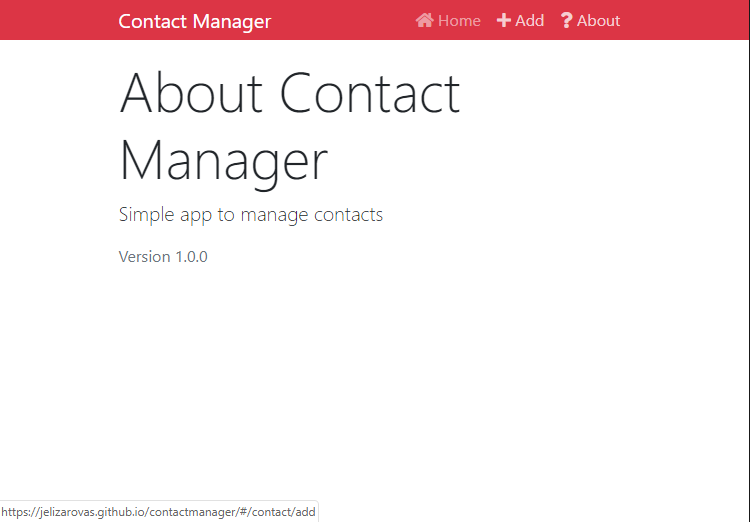 Contact Manager Home Add ? About
About Contact
Manager
Simple app to manage contacts
Version 1.0.0
https://jelizarovas.github.io/contactmanager/#/contact/add